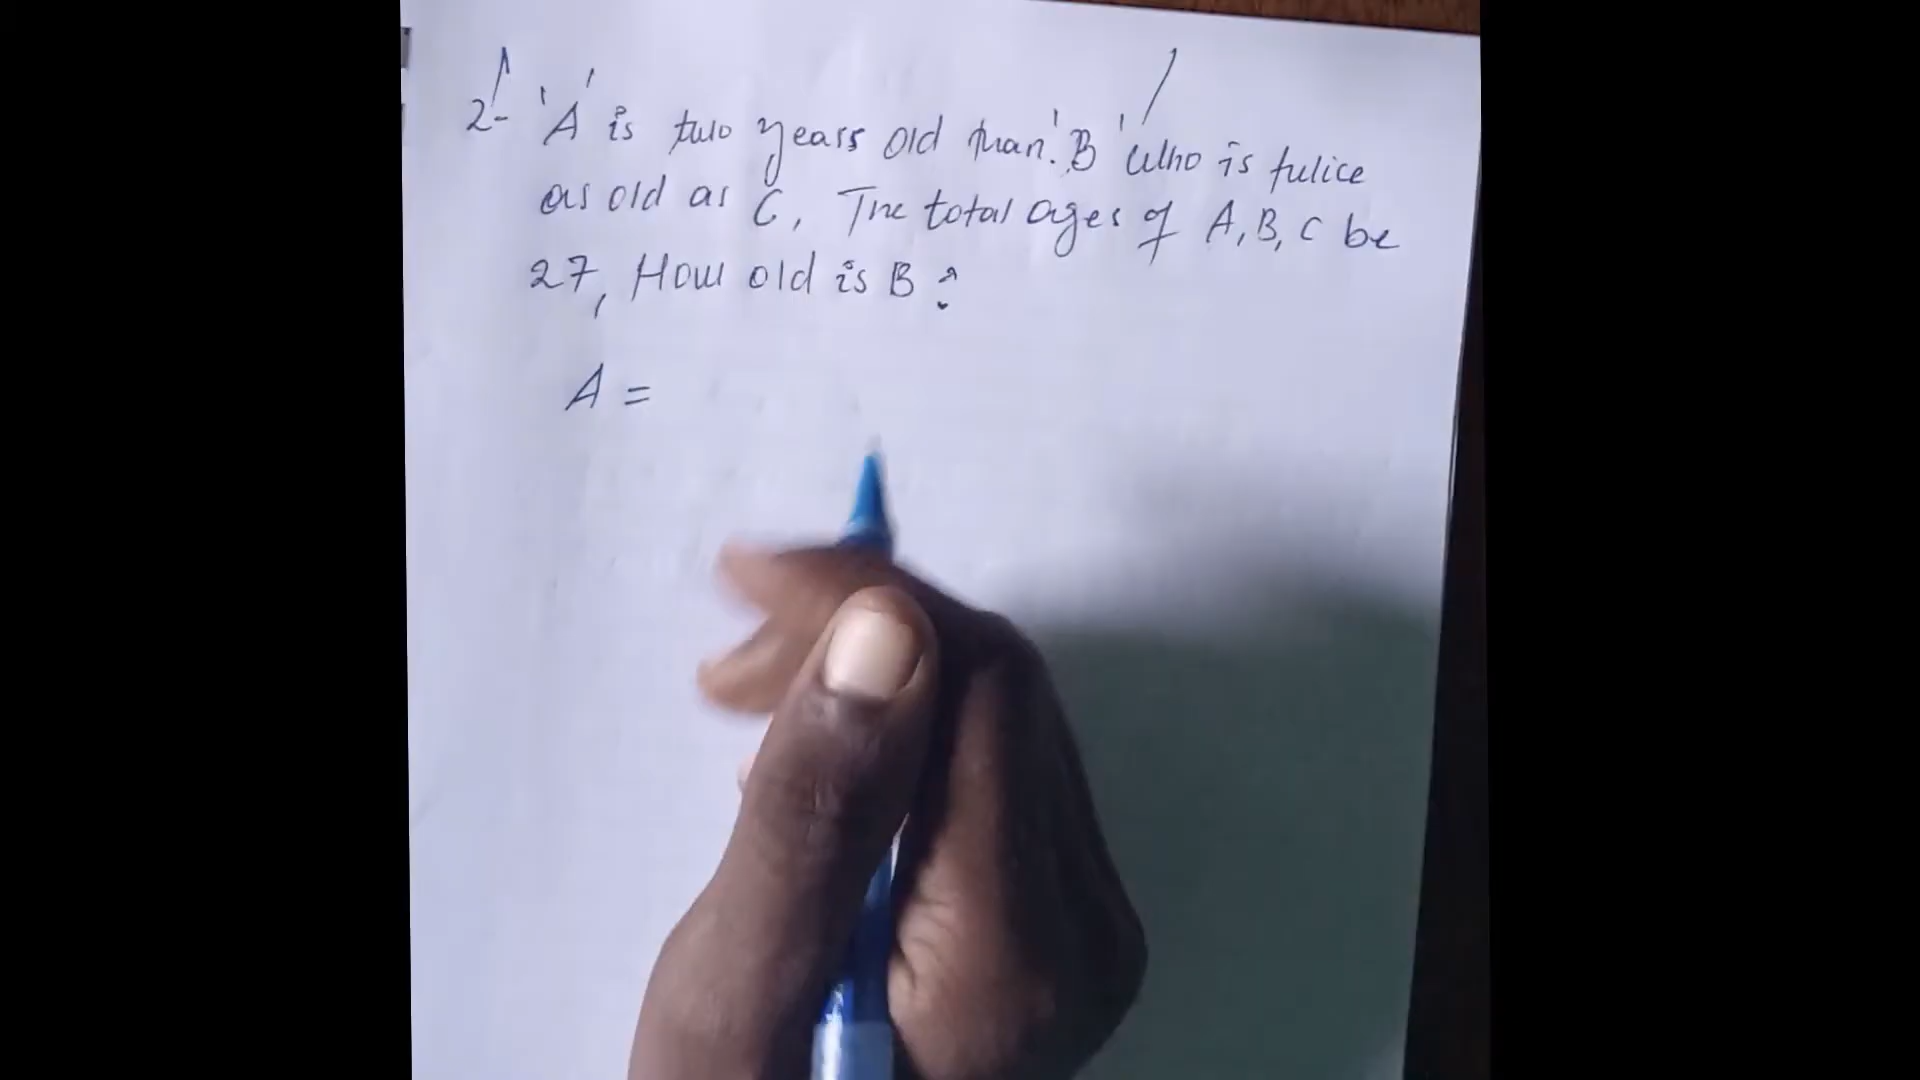 2- 'A' is two years old than 'B' who is twice
as old as C, The total ages of A, B, C be
27, How old is B?
A =